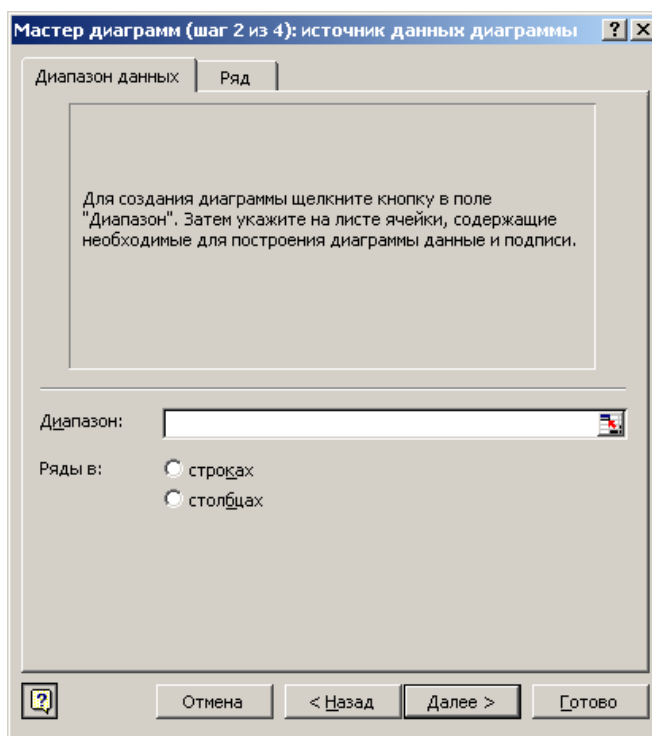 Мастер диаграмм (шаг 2 из 4): источник данных диаграммы
Диапазон данных Ряд
Для создания диаграммы щелкните кнопку в поле
"Диапазон". Затем укажите на листе ячейки, содержащие
необходимые для построения диаграммы данные и подписи.
Диапазон:
Ряды в: строках
столбцах
Отмена < Назад Далее > Готово